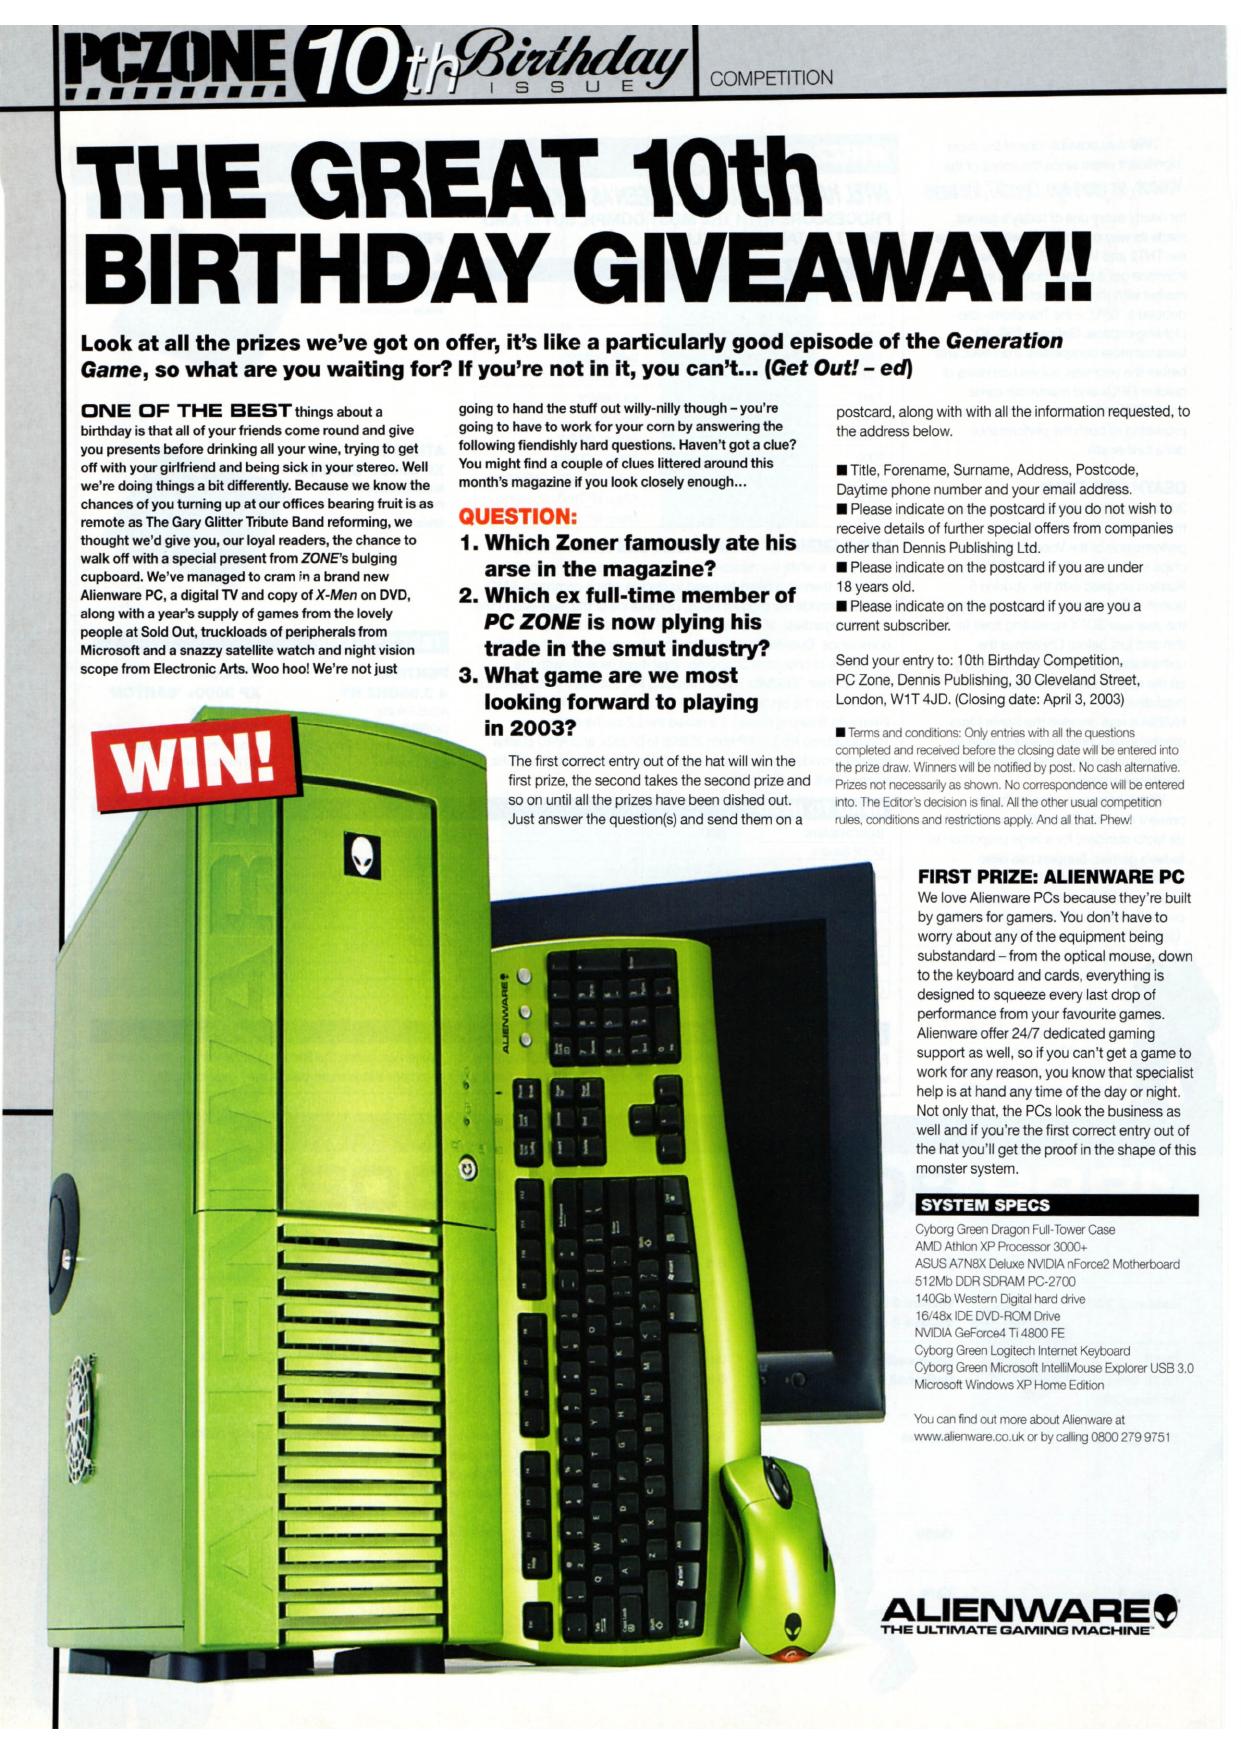 PCZONE 10th Birthday
ISSUE
COMPETITION
THE GREAT 10th
BIRTHDAY GIVEAWAY!!
Look at all the prizes we've got on offer, it's like a particularly good episode of the Generation
Game, so what are you waiting for? If you're not in it, you can't... (Get Out! – ed)
ONE OF THE BEST things about a
birthday is that all of your friends come round and give
you presents before drinking all your wine, trying to get
off with your girlfriend and being sick in your stereo. Well
we're doing things a bit differently. Because we know the
chances of you turning up at our offices bearing fruit is as
remote as The Gary Glitter Tribute Band reforming, we
thought we'd give you, our loyal readers, the chance to
walk off with a special present from ZONE's bulging
cupboard. We've managed to cram in a brand new
Alienware PC, a digital TV and copy of X-Men on DVD,
along with a year's supply of games from the lovely
people at Sold Out, truckloads of peripherals from
Microsoft and a snazzy satellite watch and night vision
scope from Electronic Arts. Woo hoo! We're not just
going to hand the stuff out willy-nilly though – you're
going to have to work for your corn by answering the
following fiendishly hard questions. Haven't got a clue?
You might find a couple of clues littered around this
month's magazine if you look closely enough...
QUESTION:
1. Which Zoner famously ate his
arse in the magazine?
2. Which ex full-time member of
PC ZONE is now plying his
trade in the smut industry?
3. What game are we most
looking forward to playing
in 2003?
The first correct entry out of the hat will win the
first prize, the second takes the second prize and
so on until all the prizes have been dished out.
Just answer the question(s) and send them on a
postcard, along with with all the information requested, to
the address below.
■ Title, Forename, Surname, Address, Postcode,
Daytime phone number and your email address.
■ Please indicate on the postcard if you do not wish to
receive details of further special offers from companies
other than Dennis Publishing Ltd.
■ Please indicate on the postcard if you are under
18 years old.
■ Please indicate on the postcard if you are you a
current subscriber.
Send your entry to: 10th Birthday Competition,
PC Zone, Dennis Publishing, 30 Cleveland Street,
London, W1T 4JD. (Closing date: April 3, 2003)
■ Terms and conditions: Only entries with all the questions
completed and received before the closing date will be entered into
the prize draw. Winners will be notified by post. No cash alternative.
Prizes not necessarily as shown. No correspondence will be entered
into. The Editor's decision is final. All the other usual competition
rules, conditions and restrictions apply. And all that. Phew!
WIN!
ALIENWARE
ALIENWARE
FIRST PRIZE: ALIENWARE PC
We love Alienware PCs because they're built
by gamers for gamers. You don't have to
worry about any of the equipment being
substandard – from the optical mouse, down
to the keyboard and cards, everything is
designed to squeeze every last drop of
performance from your favourite games.
Alienware offer 24/7 dedicated gaming
support as well, so if you can't get a game to
work for any reason, you know that specialist
help is at hand any time of the day or night.
Not only that, the PCs look the business as
well and if you're the first correct entry out of
the hat you'll get the proof in the shape of this
monster system.
SYSTEM SPECS
Cyborg Green Dragon Full-Tower Case
AMD Athlon XP Processor 3000+
ASUS A7N8X Deluxe NVIDIA nForce2 Motherboard
512Mb DDR SDRAM PC-2700
140Gb Western Digital hard drive
16/48x IDE DVD-ROM Drive
NVIDIA GeForce4 Ti 4800 FE
Cyborg Green Logitech Internet Keyboard
Cyborg Green Microsoft IntelliMouse Explorer USB 3.0
Microsoft Windows XP Home Edition
You can find out more about Alienware at
www.alienware.co.uk or by calling 0800 279 9751
ALIENWARE
THE ULTIMATE GAMING MACHINE™